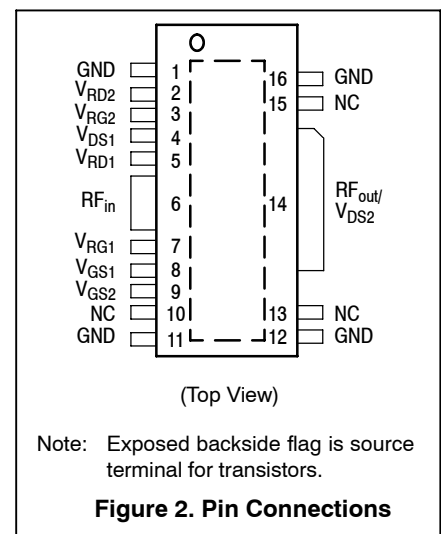 GND 1 16 GND
VRD2 2 15 NC
VRG2 3
VDS1 4
VRD1 5
RFin 6 14 RFout/
VDS2
VRG1 7
VGS1 8
VGS2 9
NC 10 13 NC
GND 11 12 GND
(Top View)
Note: Exposed backside flag is source
terminal for transistors.
Figure 2. Pin Connections